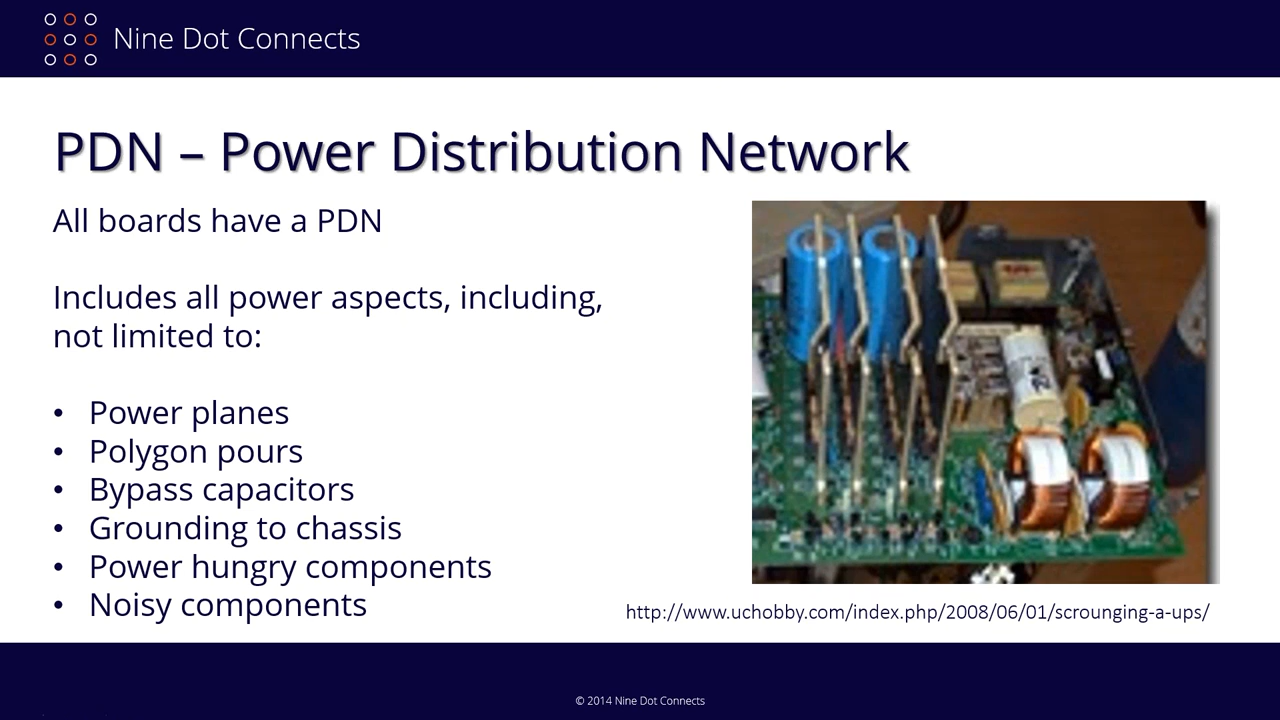 Nine Dot Connects
PDN – Power Distribution Network
All boards have a PDN
Includes all power aspects, including,
not limited to:
• Power planes
• Polygon pours
• Bypass capacitors
• Grounding to chassis
• Power hungry components
• Noisy components
http://www.uchobby.com/index.php/2008/06/01/scrounging-a-ups/
© 2014 Nine Dot Connects